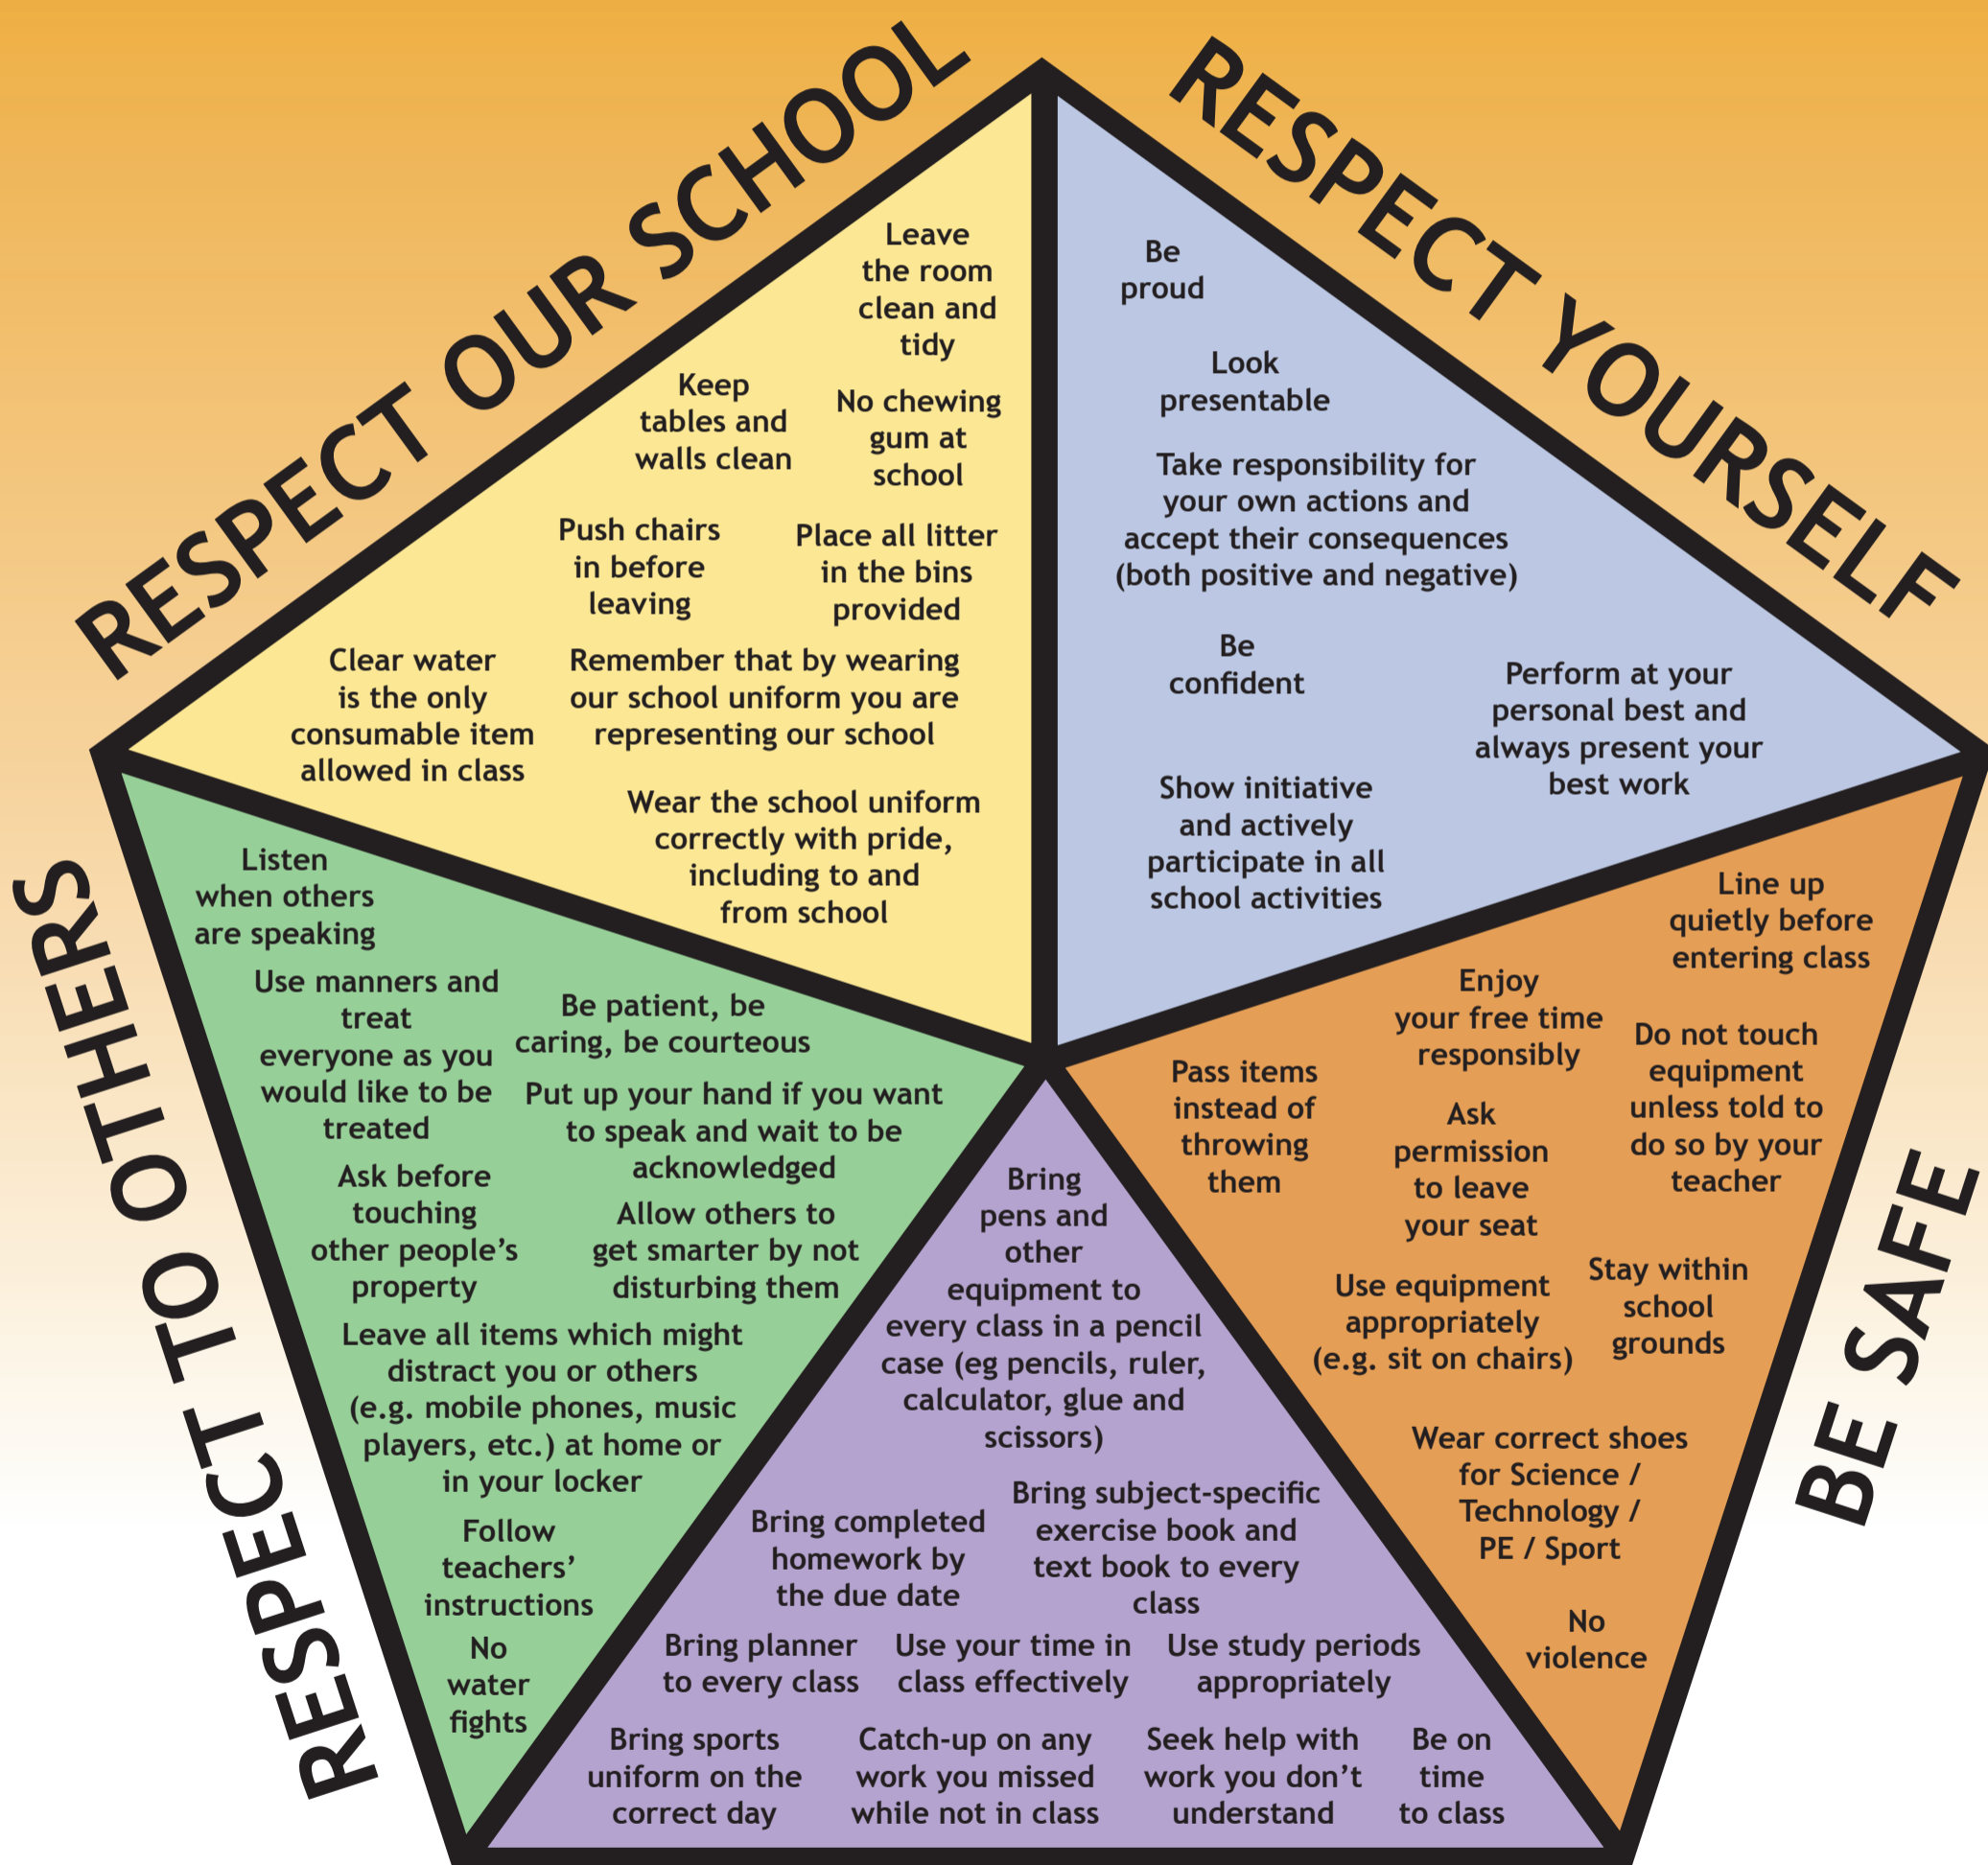 RESPECT OUR SCHOOL
Leave
the room
clean and
tidy
Keep
tables and
walls clean
No chewing
gum at
school
Push chairs
in before
leaving
Place all litter
in the bins
provided
Clear water
is the only
consumable item
allowed in class
Remember that by wearing
our school uniform you are
representing our school
Wear the school uniform
correctly with pride,
including to and
from school
RESPECT YOURSELF
Be
proud
Look
presentable
Take responsibility for
your own actions and
accept their consequences
(both positive and negative)
Be
confident
Perform at your
personal best and
always present your
best work
Show initiative
and actively
participate in all
school activities
RESPECT TO OTHERS
Listen
when others
are speaking
Use manners and
treat
everyone as you
would like to be
treated
Be patient, be
caring, be courteous
Put up your hand if you want
to speak and wait to be
acknowledged
Ask before
touching
other people's
property
Allow others to
get smarter by not
disturbing them
Leave all items which might
distract you or others
(e.g. mobile phones, music
players, etc.) at home or
in your locker
Follow
teachers'
instructions
No
water
fights
Bring
pens and
other
equipment to
every class in a pencil
case (eg pencils, ruler,
calculator, glue and
scissors)
Bring completed
homework by
the due date
Bring subject-specific
exercise book and
text book to every
class
Bring planner
to every class
Use your time in
class effectively
Use study periods
appropriately
Bring sports
uniform on the
correct day
Catch-up on any
work you missed
while not in class
Seek help with
work you don't
understand
Be on
time
to class
BE SAFE
Line up
quietly before
entering class
Enjoy
your free time
responsibly
Do not touch
equipment
unless told to
do so by your
teacher
Pass items
instead of
throwing
them
Ask
permission
to leave
your seat
Use equipment
appropriately
(e.g. sit on chairs)
Stay within
school
grounds
Wear correct shoes
for Science /
Technology /
PE / Sport
No
violence